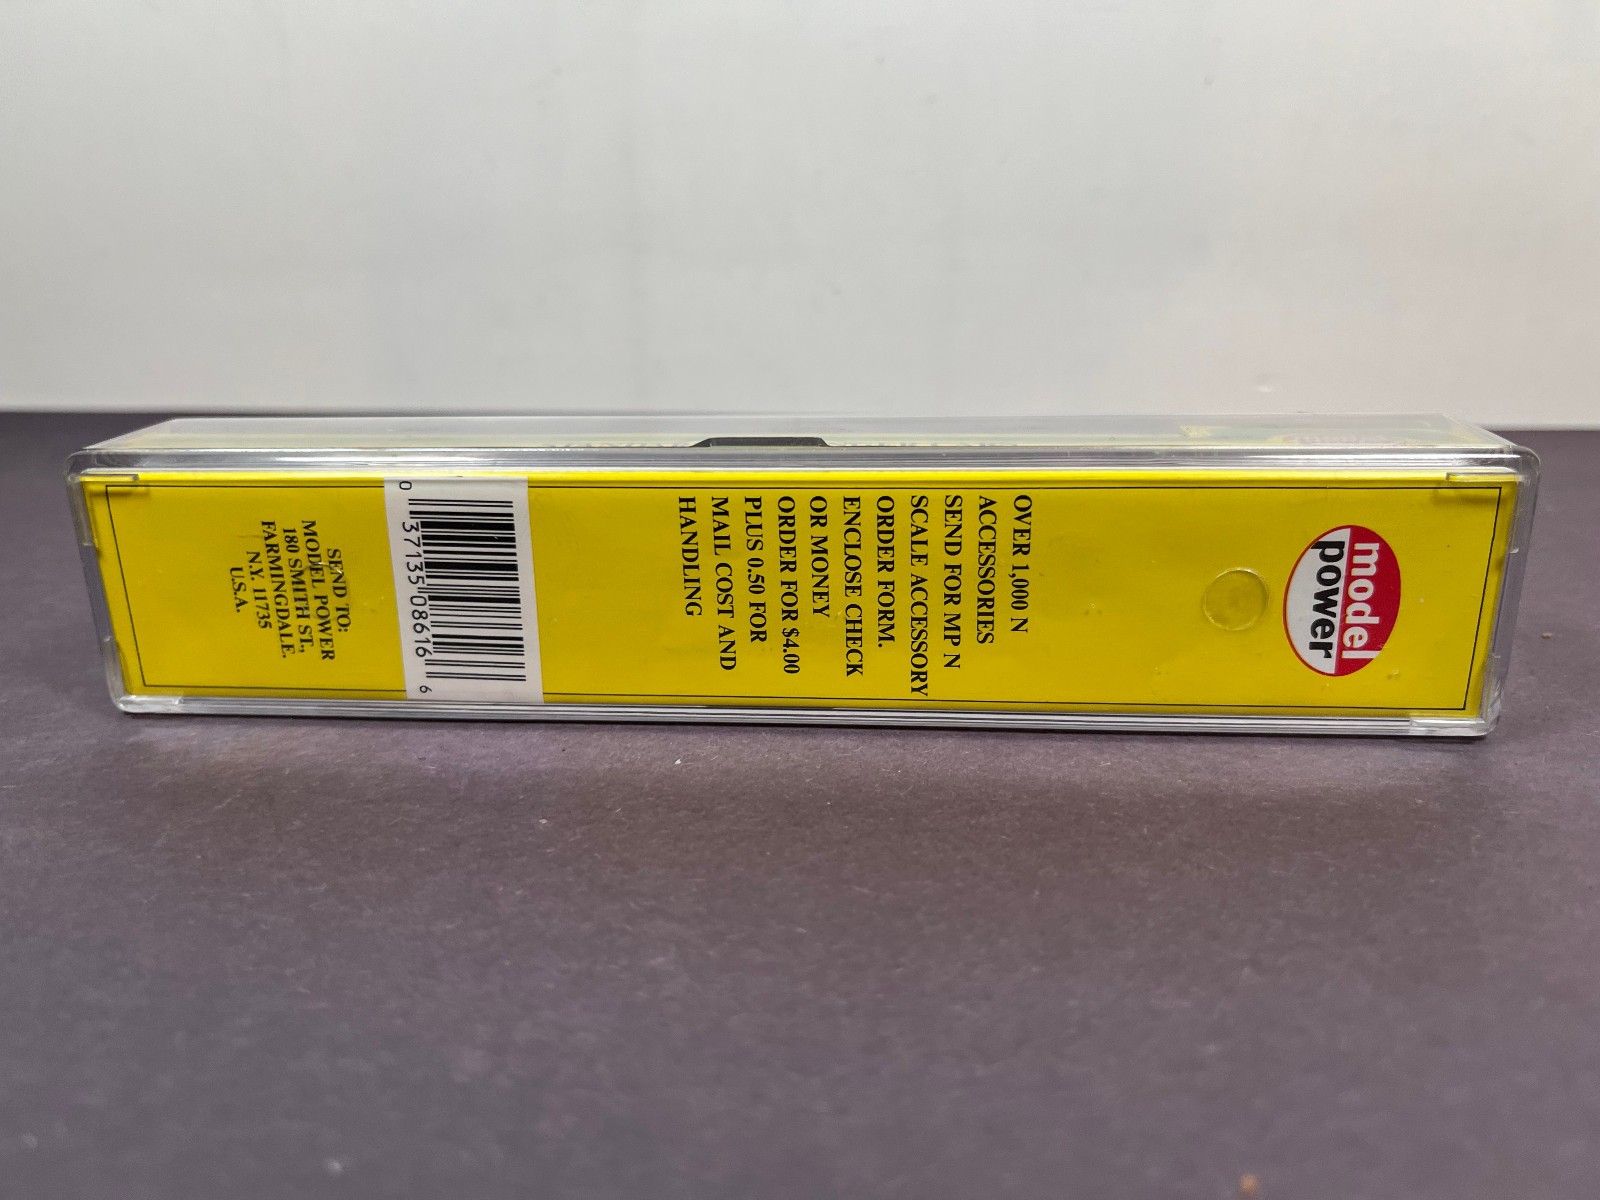 model
power
OVER 1,000 N
ACCESSORIES
SEND FOR MP N
SCALE ACCESSORY
ORDER FORM.
ENCLOSE CHECK
OR MONEY
ORDER FOR $4.00
PLUS 0.50 FOR
MAIL COST AND
HANDLING
0 37135 08616 6
SEND TO:
MODEL POWER
180 SMITH ST.,
FARMINGDALE.
N.Y. 11735
U.S.A.